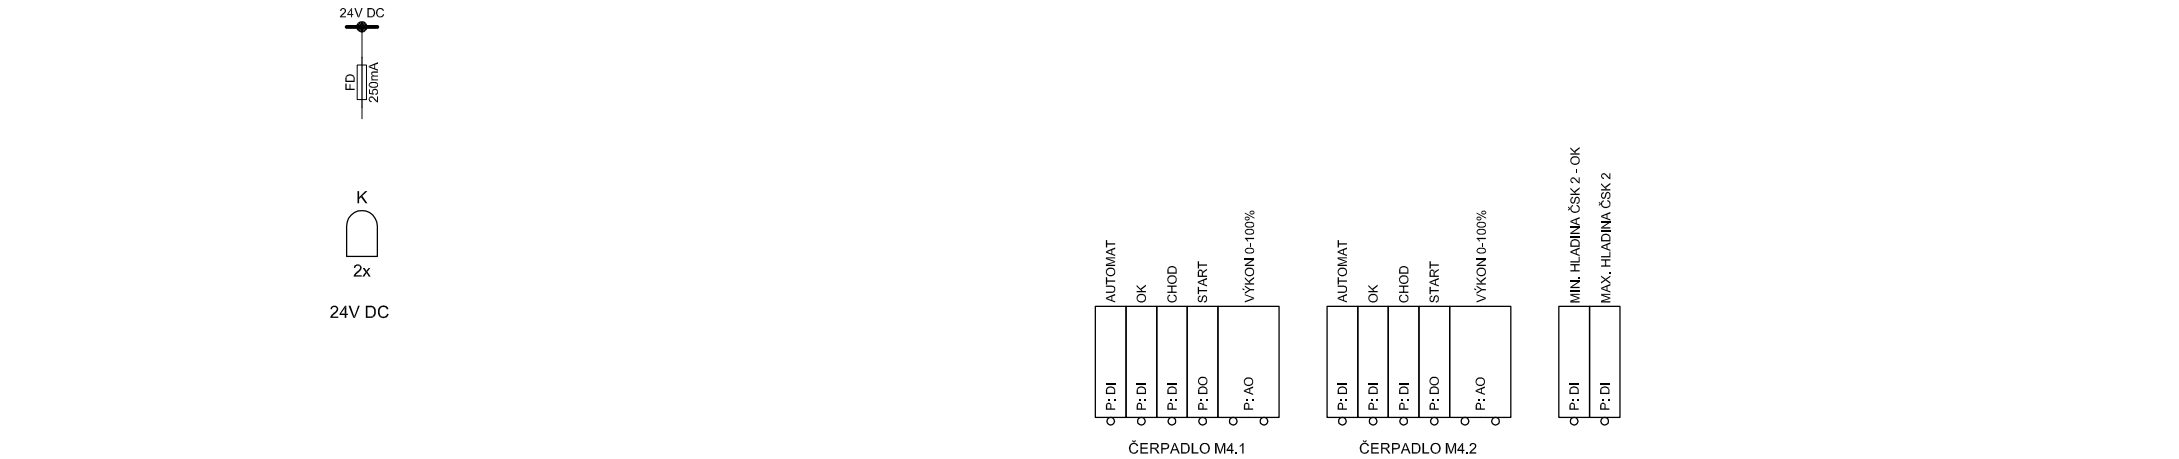 24V DC
FD
250mA
K
2x
24V DC
AUTOMAT
OK
CHOD
START
VÝKON 0-100%
P: DI
P: DI
P: DI
P: DO
P: AO
ČERPADLO M4.1
AUTOMAT
OK
CHOD
START
VÝKON 0-100%
P: DI
P: DI
P: DI
P: DO
P: AO
ČERPADLO M4.2
MIN. HLADINA ČSK 2 - OK
MAX. HLADINA ČSK 2
P: DI
P: DI